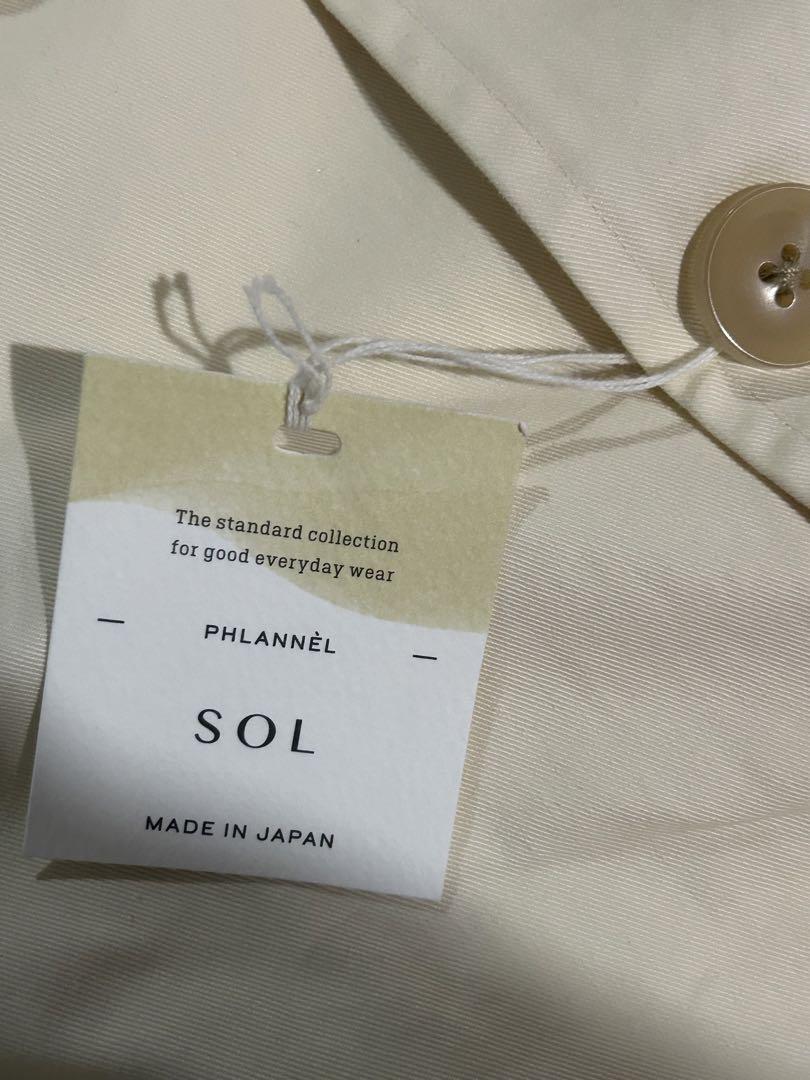 The standard collection
for good everyday wear
— PHLANNÈL —
SOL
MADE IN JAPAN